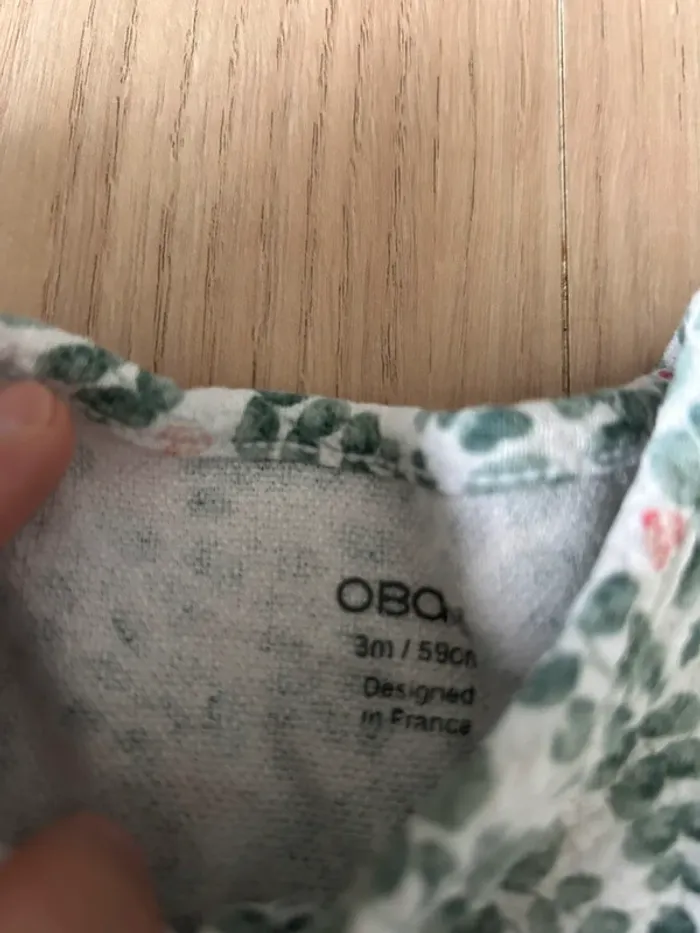 OBa
3m / 59cm
Designed
in France